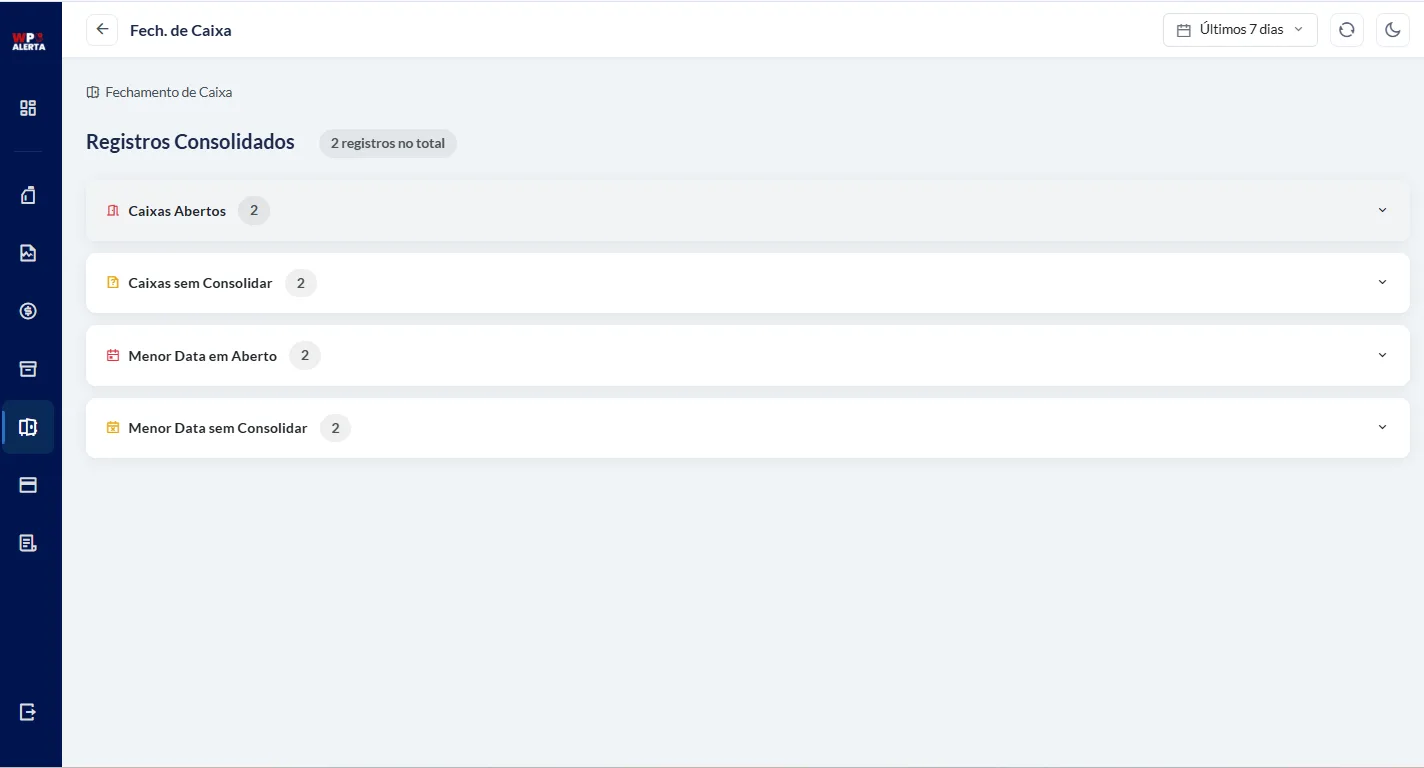 WP
ALERTA
Fech. de Caixa
Últimos 7 dias
Fechamento de Caixa
Registros Consolidados
2 registros no total
Caixas Abertos 2
Caixas sem Consolidar 2
Menor Data em Aberto 2
Menor Data sem Consolidar 2